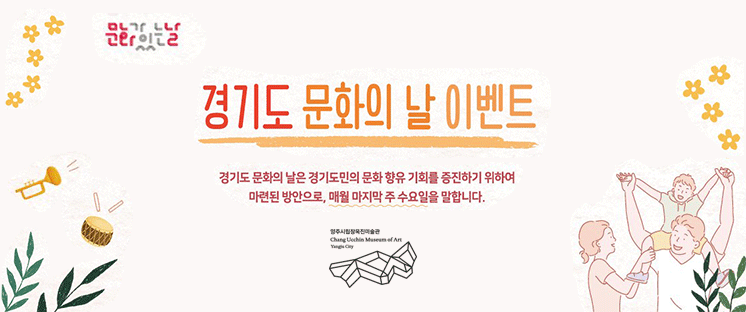 문화가있는날
경기도 문화의 날 이벤트
경기도 문화의 날은 경기도민의 문화 향유 기회를 증진하기 위하여
마련된 방안으로, 매월 마지막 주 수요일을 말합니다.
양주시립장욱진미술관
Chang Ucchin Museum of Art
Yangju City